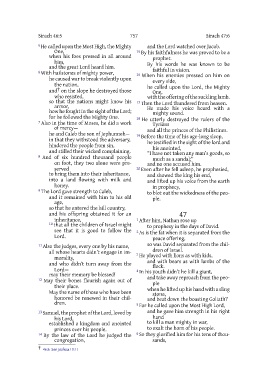 Sirach 46:5
757
Sirach 47:6
5 He called upon the Most High, the Mighty
One,
when his foes pressed in all around
him,
and the great Lord heard him.
6 With hailstones of mighty power,
he caused war to break violently upon
the nation,
and† on the slope he destroyed those
who resisted,
so that the nations might know his
armor,
how he fought in the sight of the Lord;
for he followed the Mighty One.
7 Also in the time of Moses, he did a work
of mercy—
he and Caleb the son of Jephunneh—
in that they withstood the adversary,
hindered the people from sin,
and stilled their wicked complaining.
8 And of six hundred thousand people
on foot, they two alone were pre-
served
to bring them into their inheritance,
into a land flowing with milk and
honey.
9 The Lord gave strength to Caleb,
and it remained with him to his old
age,
so that he entered the hill country,
and his offspring obtained it for an
inheritance,
10 that all the children of Israel might
see that it is good to follow the
Lord.
11 Also the judges, every one by his name,
all whose hearts didn't engage in im-
morality,
and who didn't turn away from the
Lord—
may their memory be blessed!
12 May their bones flourish again out of
their place.
May the name of those who have been
honored be renewed in their chil-
dren.
13 Samuel, the prophet of the Lord, loved by
his Lord,
established a kingdom and anointed
princes over his people.
14 By the law of the Lord he judged the
congregation,
and the Lord watched over Jacob.
15 By his faithfulness he was proved to be a
prophet.
By his words he was known to be
faithful in vision.
16 When his enemies pressed on him on
every side,
he called upon the Lord, the Mighty
One,
with the offering of the suckling lamb.
17 Then the Lord thundered from heaven.
He made his voice heard with a
mighty sound.
18 He utterly destroyed the rulers of the
Tyrians
and all the princes of the Philistines.
19 Before the time of his age-long sleep,
he testified in the sight of the lord and
his anointed,
"I have not taken any man's goods, so
much as a sandal;"
and no one accused him.
20 Even after he fell asleep, he prophesied,
and showed the king his end,
and lifted up his voice from the earth
in prophecy,
to blot out the wickedness of the peo-
ple.
47
1 After him, Nathan rose up
to prophesy in the days of David.
2 As is the fat when it is separated from the
peace offering,
so was David separated from the chil-
dren of Israel.
3 He played with lions as with kids,
and with bears as with lambs of the
flock.
4 In his youth didn't he kill a giant,
and take away reproach from the peo-
ple
when he lifted up his hand with a sling
stone,
and beat down the boasting Goliath?
5 For he called upon the Most High Lord,
and he gave him strength in his right
hand
to kill a man mighty in war,
to exalt the horn of his people.
6 So they glorified him for his tens of thou-
sands,